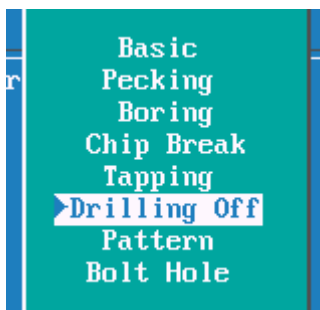 Basic
r Pecking
Boring
Chip Break
Tapping
Drilling Off
Pattern
Bolt Hole